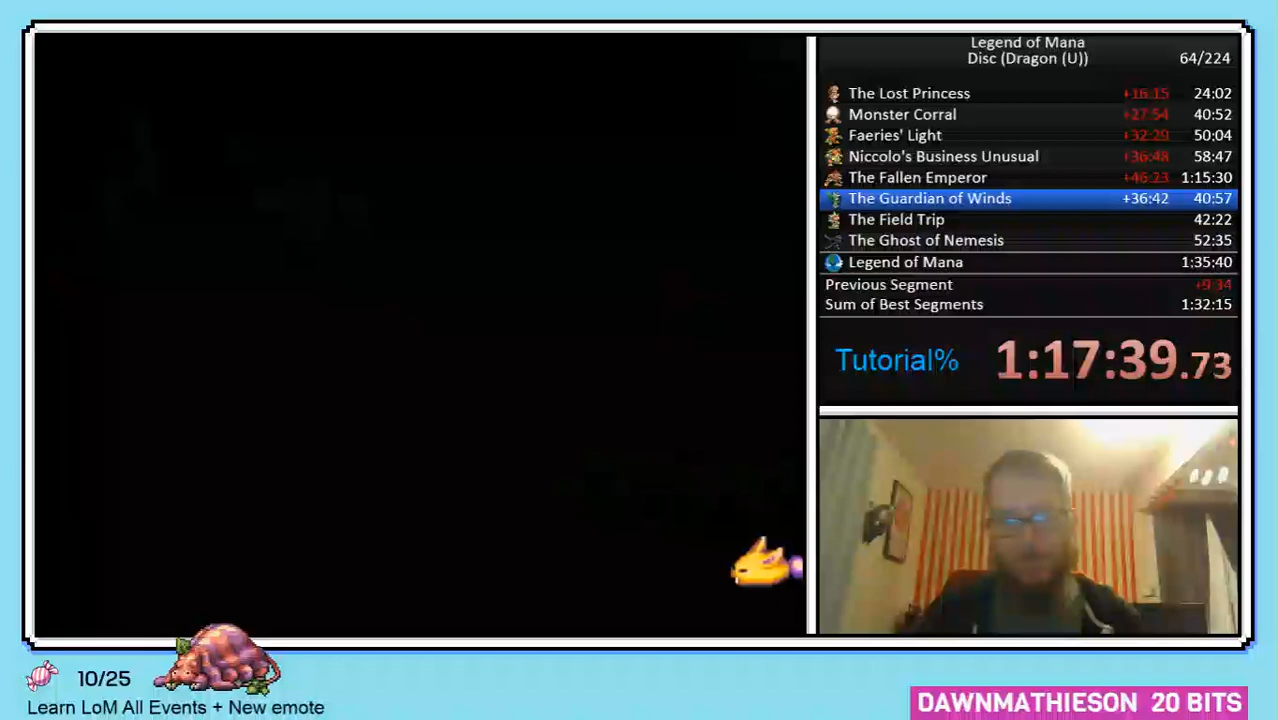 Legend of Mana
Disc (Dragon (U)) 64/224
The Lost Princess +16:15 24:02
Monster Corral +27:54 40:52
Faeries' Light +32:29 50:04
Niccolo's Business Unusual +36:48 58:47
The Fallen Emperor +46:23 1:15:30
The Guardian of Winds +36:42 40:57
The Field Trip 42:22
The Ghost of Nemesis 52:35
Legend of Mana 1:35:40
Previous Segment +9:34
Sum of Best Segments 1:32:15
Tutorial% 1:17:39.73
10/25
Learn LoM All Events + New emote
DAWNMATHIESON 20 BITS